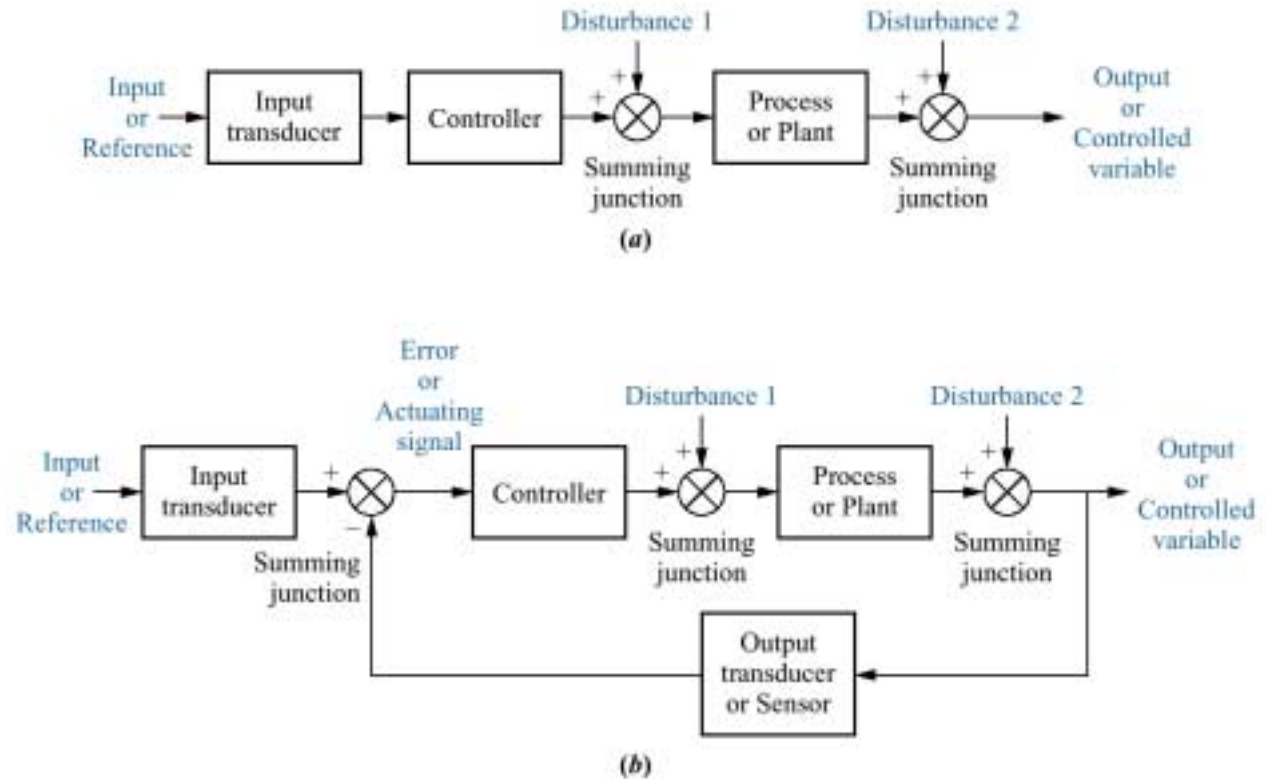 Disturbance 1
Disturbance 2
Input
or
Reference
Input
transducer
Controller
+
+
Summing
junction
Process
or Plant
+
+
Summing
junction
Output
or
Controlled
variable
(a)
Error
or
Actuating
signal
Disturbance 1
Disturbance 2
Input
or
Reference
Input
transducer
+
−
Summing
junction
Controller
+
+
Summing
junction
Process
or Plant
+
+
Summing
junction
Output
or
Controlled
variable
Output
transducer
or Sensor
(b)